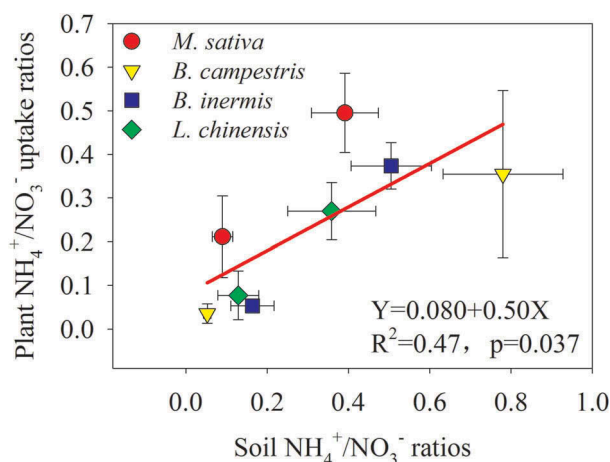 0.7
0.6
0.5
0.4
0.3
0.2
0.1
0.0
Plant NH₄⁺/NO₃⁻ uptake ratios
M. sativa
B. campestris
B. inermis
L. chinensis
Y=0.080+0.50X
R²=0.47, p=0.037
0.0 0.2 0.4 0.6 0.8 1.0
Soil NH₄⁺/NO₃⁻ ratios